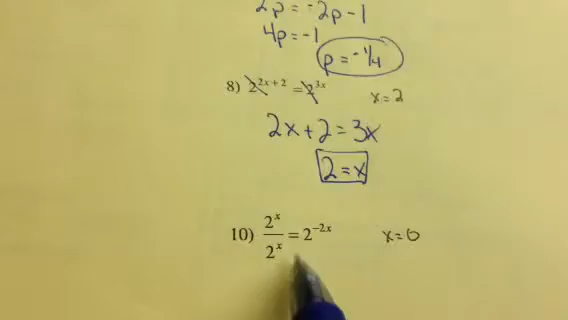 2p = -2p - 1
4p = -1
p = -1/4
8) 2^{2x+2} = 2^{3x} x = 2
2x + 2 = 3x
2 = x
10) \frac{2^x}{2^x} = 2^{-2x} x = 0